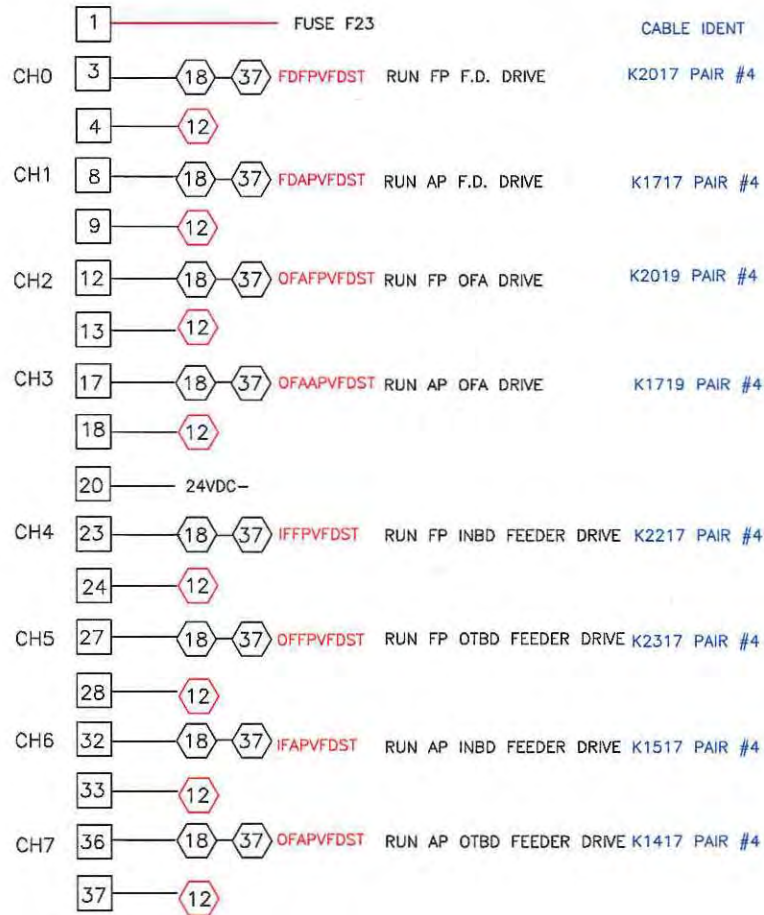 1 FUSE F23 CABLE IDENT
CH0 3 18 37 FDFPVFDST RUN FP F.D. DRIVE K2017 PAIR #4
4 12
CH1 8 18 37 FDAPVFDST RUN AP F.D. DRIVE K1717 PAIR #4
9 12
CH2 12 18 37 OFAFPVFDST RUN FP OFA DRIVE K2019 PAIR #4
13 12
CH3 17 18 37 OFAAPVFDST RUN AP OFA DRIVE K1719 PAIR #4
18 12
20 24VDC-
CH4 23 18 37 IFFPVFDST RUN FP INBD FEEDER DRIVE K2217 PAIR #4
24 12
CH5 27 18 37 OFFPVFDST RUN FP OTBD FEEDER DRIVE K2317 PAIR #4
28 12
CH6 32 18 37 IFAPVFDST RUN AP INBD FEEDER DRIVE K1517 PAIR #4
33 12
CH7 36 18 37 OFAPVFDST RUN AP OTBD FEEDER DRIVE K1417 PAIR #4
37 12